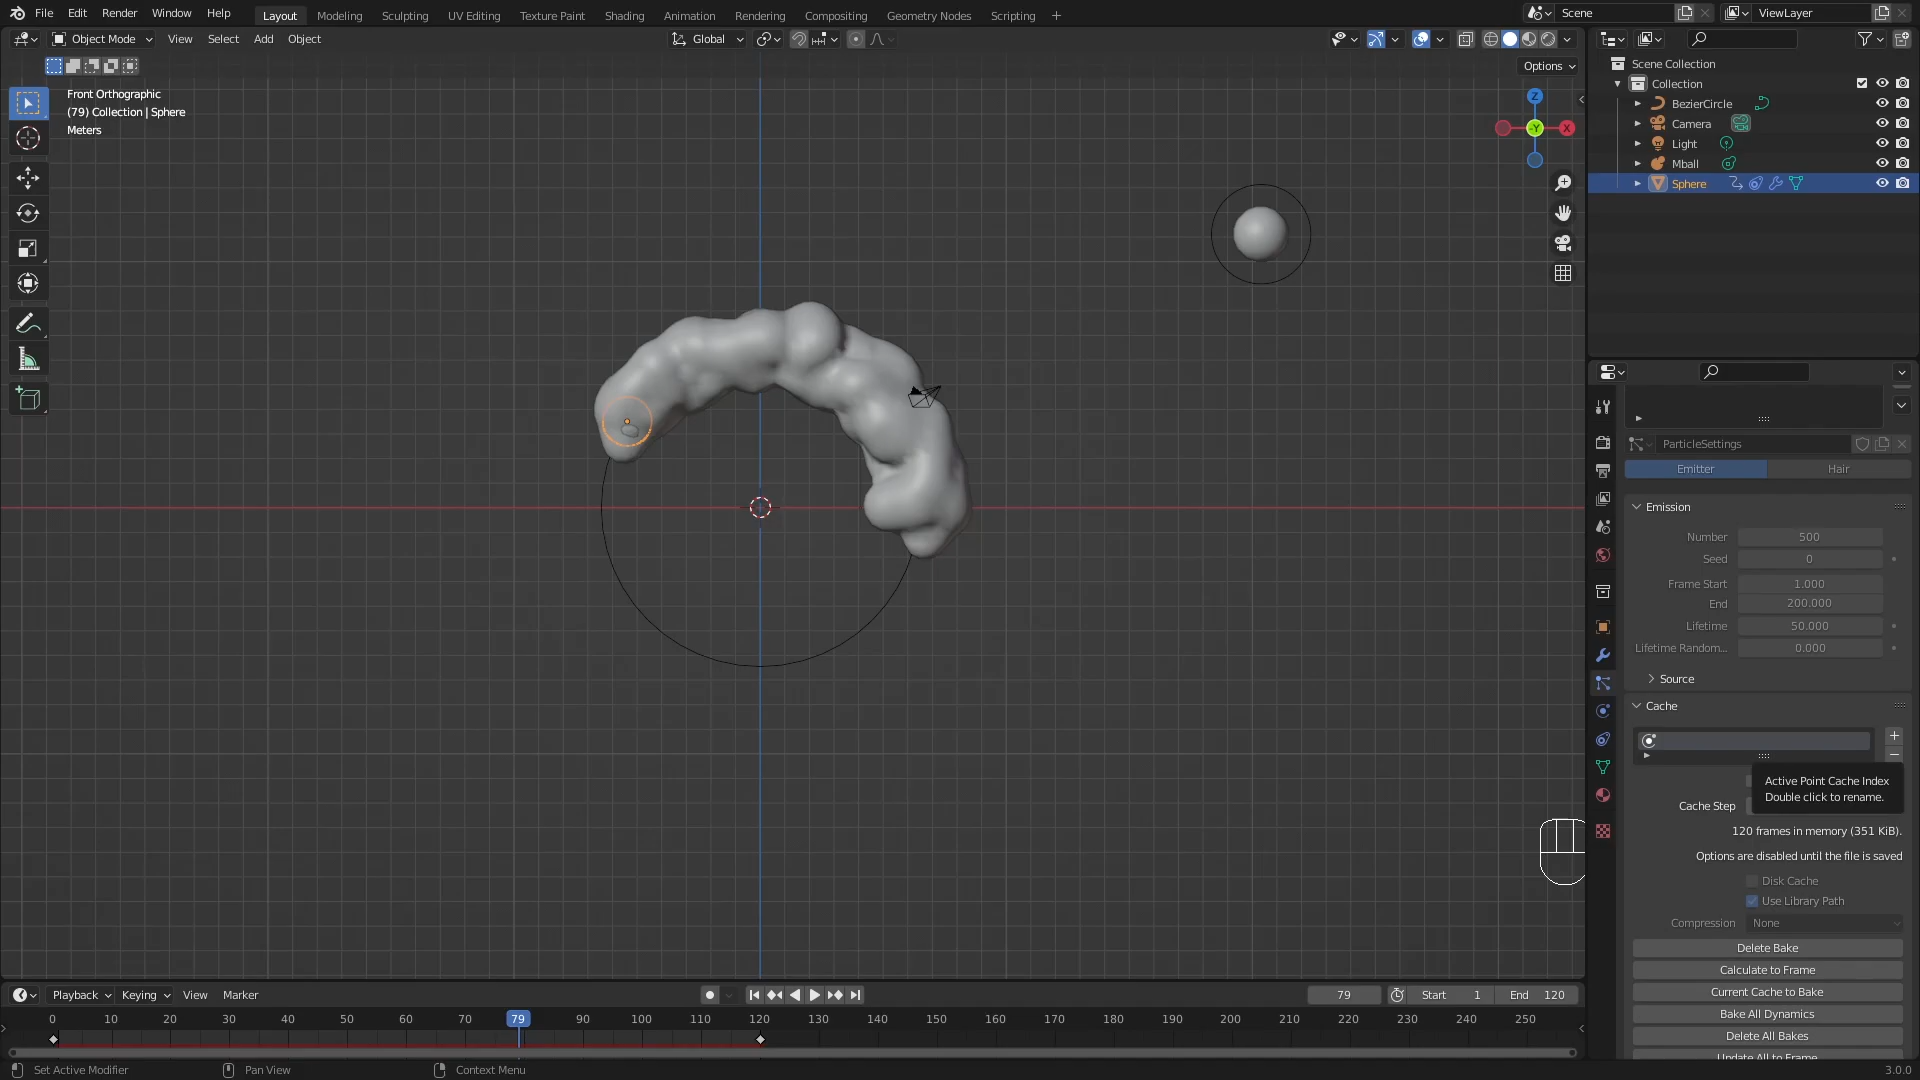 File Edit Render Window Help
Layout Modeling Sculpting UV Editing Texture Paint Shading Animation Rendering Compositing Geometry Nodes Scripting +
Scene
ViewLayer
Object Mode View Select Add Object
Global
Options
Front Orthographic
(79) Collection | Sphere
Meters
Z
-Y
X
Scene Collection
Collection
BezierCircle
Camera
Light
Mball
Sphere
ParticleSettings
Emitter Hair
Emission
Number 500
Seed 0
Frame Start 1.000
End 200.000
Lifetime 50.000
Lifetime Random... 0.000
Source
Cache
Active Point Cache Index
Double click to rename.
Cache Step
120 frames in memory (351 KiB).
Options are disabled until the file is saved
Disk Cache
Use Library Path
Compression None
Delete Bake
Calculate to Frame
Current Cache to Bake
Bake All Dynamics
Delete All Bakes
Update All to Frame
Playback Keying View Marker
79
Start 1
End 120
0 10 20 30 40 50 60 70 79 90 100 110 120 130 140 150 160 170 180 190 200 210 220 230 240 250
Set Active Modifier
Pan View
Context Menu
3.0.0